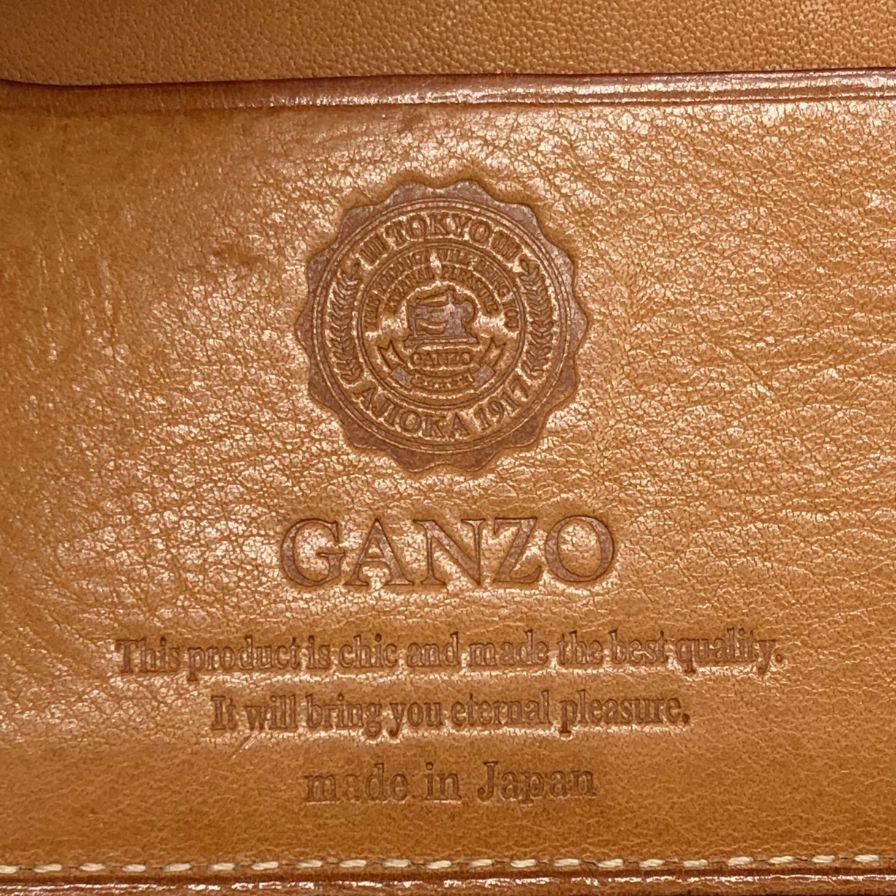 TOKYO
GANZO
AJIOKA 1917
GANZO
This product is chic and made the best quality.
It will bring you eternal pleasure.
made in Japan